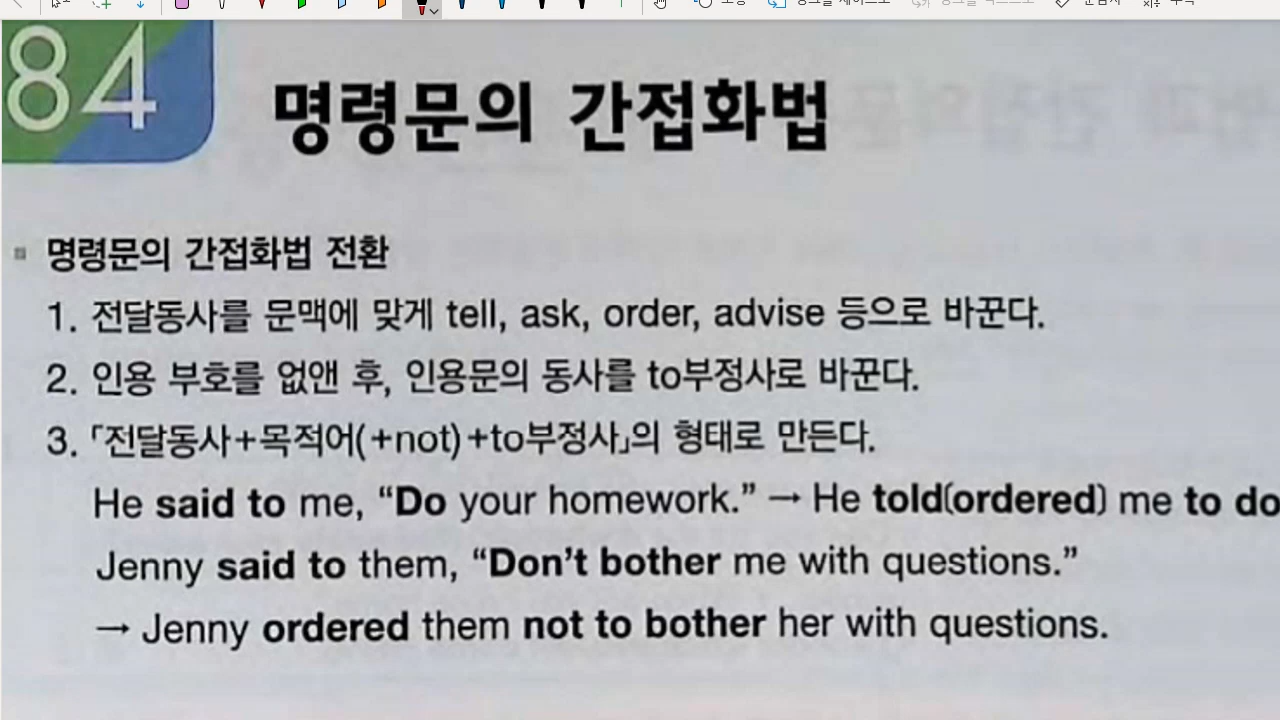 84
명령문의 간접화법
명령문의 간접화법 전환
1. 전달동사를 문맥에 맞게 tell, ask, order, advise 등으로 바꾼다.
2. 인용 부호를 없앤 후, 인용문의 동사를 to부정사로 바꾼다.
3. 「전달동사+목적어(+not)+to부정사」의 형태로 만든다.
He said to me, “Do your homework.” → He told(ordered) me to do
Jenny said to them, “Don’t bother me with questions.”
→ Jenny ordered them not to bother her with questions.